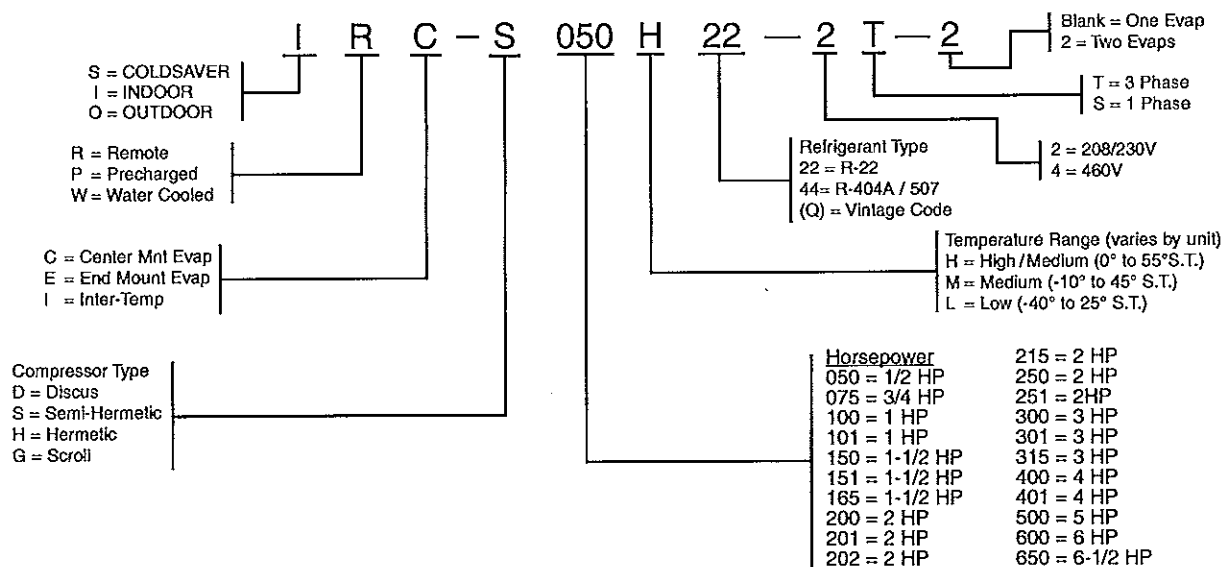 I R C - S 050 H 22 - 2 T - 2
Blank = One Evap
2 = Two Evaps
S = COLDSAVER
I = INDOOR
O = OUTDOOR
T = 3 Phase
S = 1 Phase
R = Remote
P = Precharged
W = Water Cooled
Refrigerant Type
22 = R-22
44= R-404A / 507
(Q) = Vintage Code
2 = 208/230V
4 = 460V
C = Center Mnt Evap
E = End Mount Evap
I = Inter-Temp
Temperature Range (varies by unit)
H = High/Medium (0° to 55°S.T.)
M = Medium (-10° to 45° S.T.)
L = Low (-40° to 25° S.T.)
Compressor Type
D = Discus
S = Semi-Hermetic
H = Hermetic
G = Scroll
Horsepower
050 = 1/2 HP
075 = 3/4 HP
100 = 1 HP
101 = 1 HP
150 = 1-1/2 HP
151 = 1-1/2 HP
165 = 1-1/2 HP
200 = 2 HP
201 = 2 HP
202 = 2 HP
215 = 2 HP
250 = 2 HP
251 = 2HP
300 = 3 HP
301 = 3 HP
315 = 3 HP
400 = 4 HP
401 = 4 HP
500 = 5 HP
600 = 6 HP
650 = 6-1/2 HP